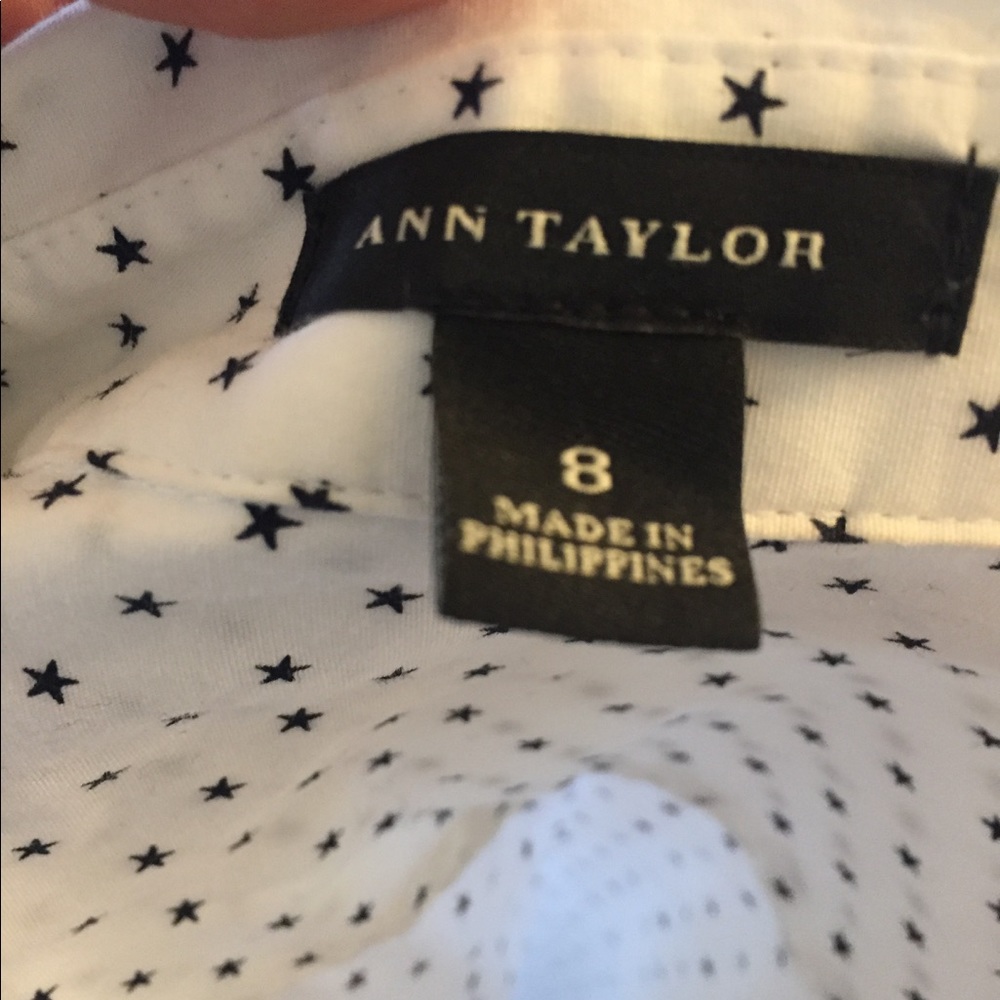 ANN TAYLOR
8
MADE IN
PHILIPPINES